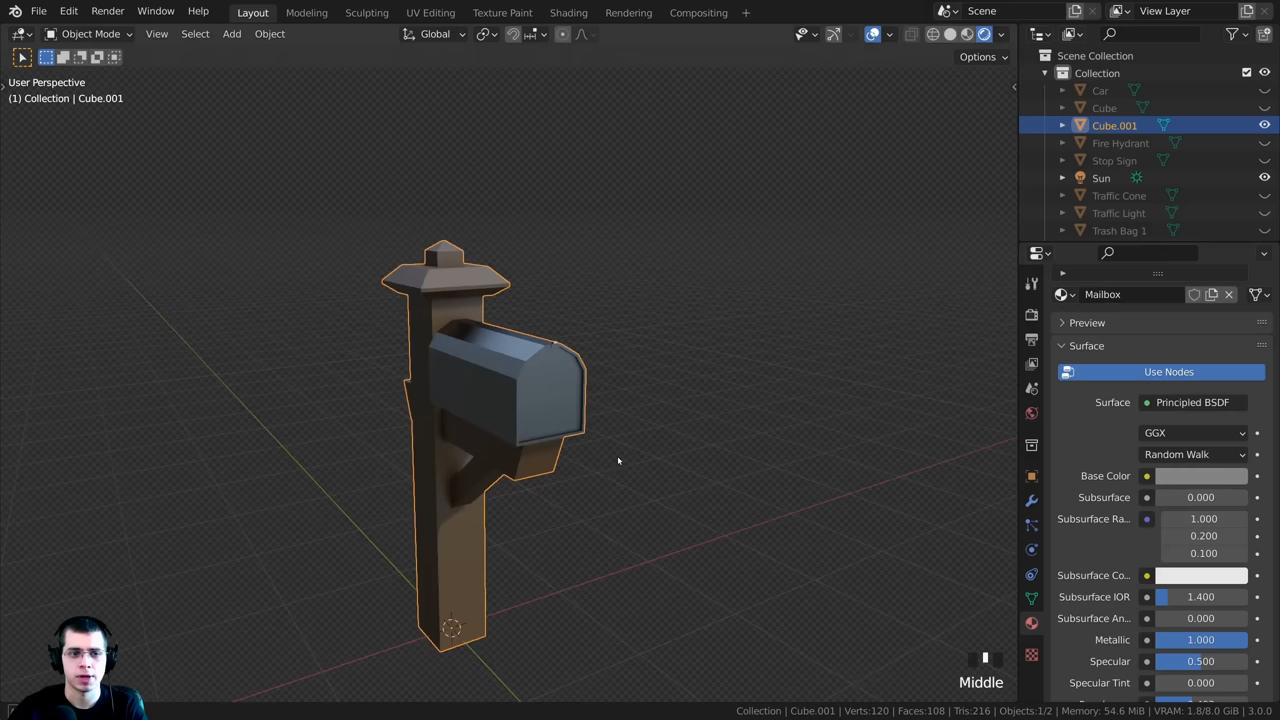 File Edit Render Window Help Layout Modeling Sculpting UV Editing Texture Paint Shading Rendering Compositing + Scene View Layer
Object Mode View Select Add Object Global
Options
User Perspective
(1) Collection | Cube.001
Scene Collection
Collection
Car
Cube
Cube.001
Fire Hydrant
Stop Sign
Sun
Traffic Cone
Traffic Light
Trash Bag 1
Mailbox
Preview
Surface
Use Nodes
Surface Principled BSDF
GGX
Random Walk
Base Color
Subsurface 0.000
Subsurface Ra... 1.000
0.200
0.100
Subsurface Co...
Subsurface IOR 1.400
Subsurface An... 0.000
Metallic 1.000
Specular 0.500
Specular Tint 0.000
Middle
Collection | Cube.001 | Verts:120 | Faces:108 | Tris:216 | Objects:1/2 | Memory: 54.6 MiB | VRAM: 1.8/8.0 GiB | 3.0.0